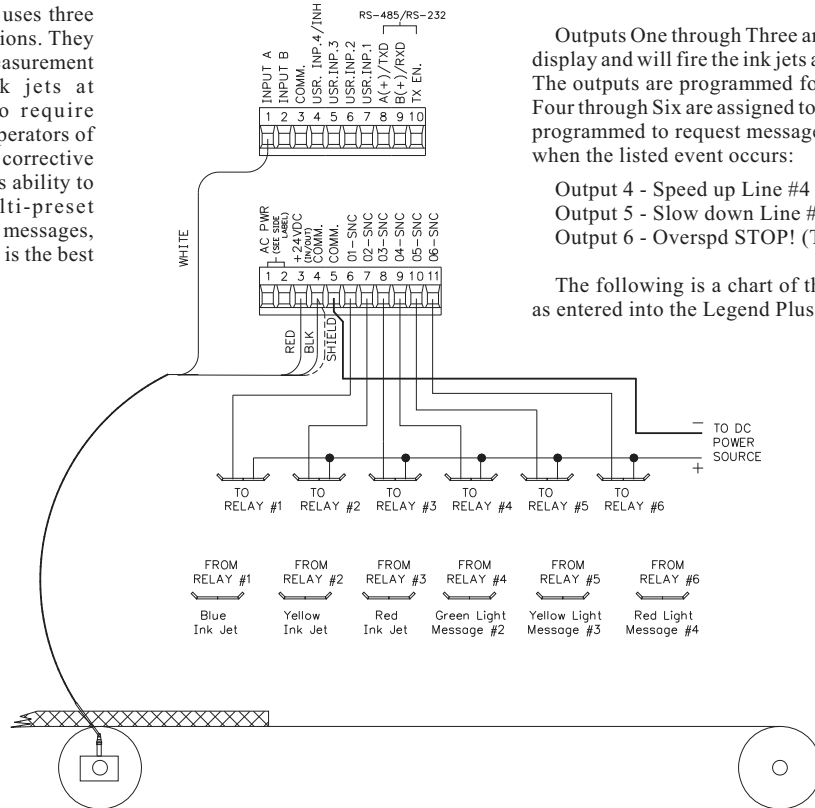 uses three
ions. They
easurement
k jets at
o require
perators of
corrective
s ability to
lti-preset
messages,
is the best
RS-485/RS-232
INPUT A
INPUT B
COMM.
USR. INP.4/INH
USR.INP.3
USR.INP.2
USR.INP.1
A(+)/TXD
B(+)/RXD
TX EN.
1 2 3 4 5 6 7 8 9 10
Outputs One through Three ar
display and will fire the ink jets a
The outputs are programmed fo
Four through Six are assigned to
programmed to request message
when the listed event occurs:
Output 4 - Speed up Line #4
Output 5 - Slow down Line #
Output 6 - Overspd STOP! (T
The following is a chart of th
as entered into the Legend Plus
WHITE
AC PWR
(SEE SIDE
LABEL)
+24VDC
(IN/OUT)
COMM.
COMM.
O1-SNC
O2-SNC
O3-SNC
O4-SNC
O5-SNC
O6-SNC
1 2 3 4 5 6 7 8 9 10 11
RED
BLK
SHIELD
−
TO DC
POWER
SOURCE
+
TO
RELAY #1
TO
RELAY #2
TO
RELAY #3
TO
RELAY #4
TO
RELAY #5
TO
RELAY #6
FROM
RELAY #1
FROM
RELAY #2
FROM
RELAY #3
FROM
RELAY #4
FROM
RELAY #5
FROM
RELAY #6
Blue
Ink Jet
Yellow
Ink Jet
Red
Ink Jet
Green Light
Message #2
Yellow Light
Message #3
Red Light
Message #4